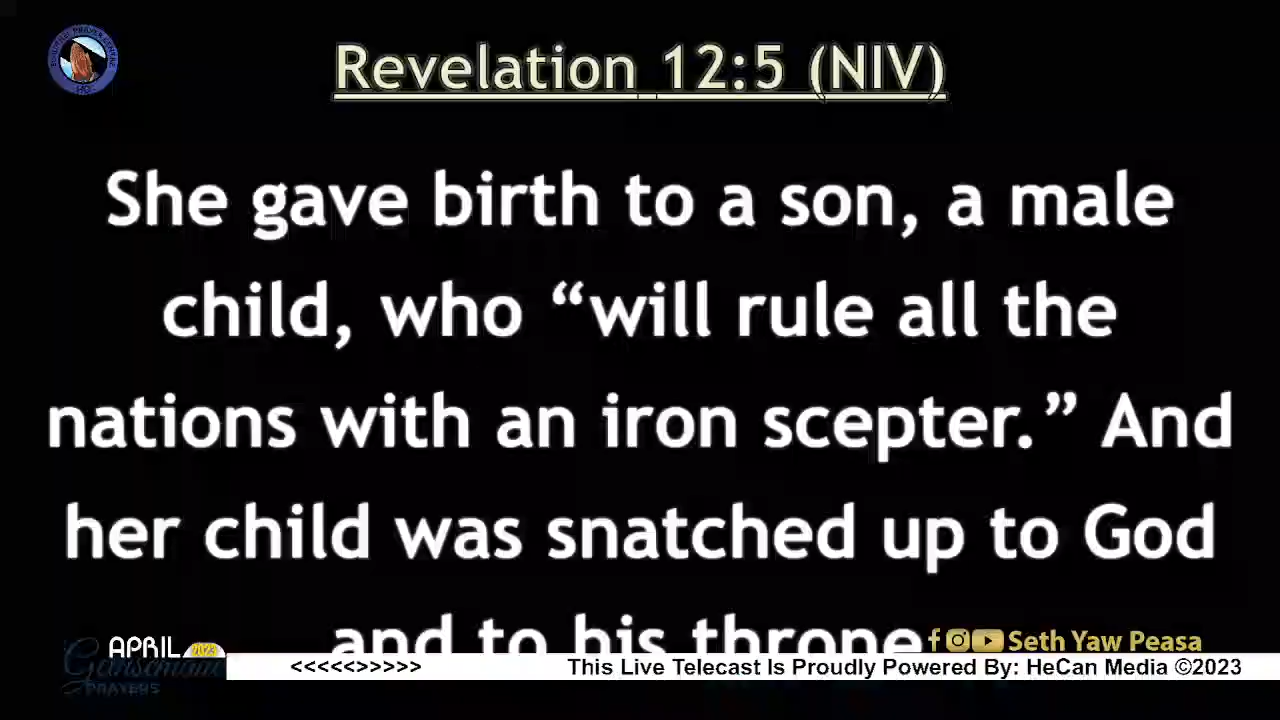 Revelation 12:5 (NIV)
She gave birth to a son, a male
child, who “will rule all the
nations with an iron scepter.” And
her child was snatched up to God
and to his throne
Seth Yaw Peasa
APRIL 2023
Gethsemane
PRAYERS
<<<<<>>>>> This Live Telecast Is Proudly Powered By: HeCan Media ©2023